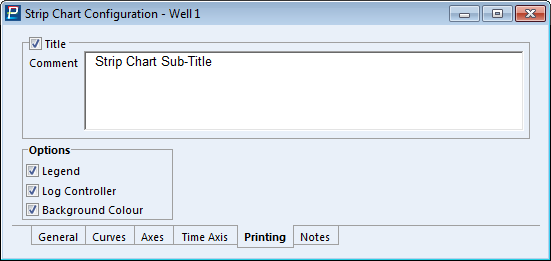 Strip Chart Configuration - Well 1
Title
Comment Strip Chart Sub-Title
Options
Legend
Log Controller
Background Colour
General Curves Axes Time Axis Printing Notes